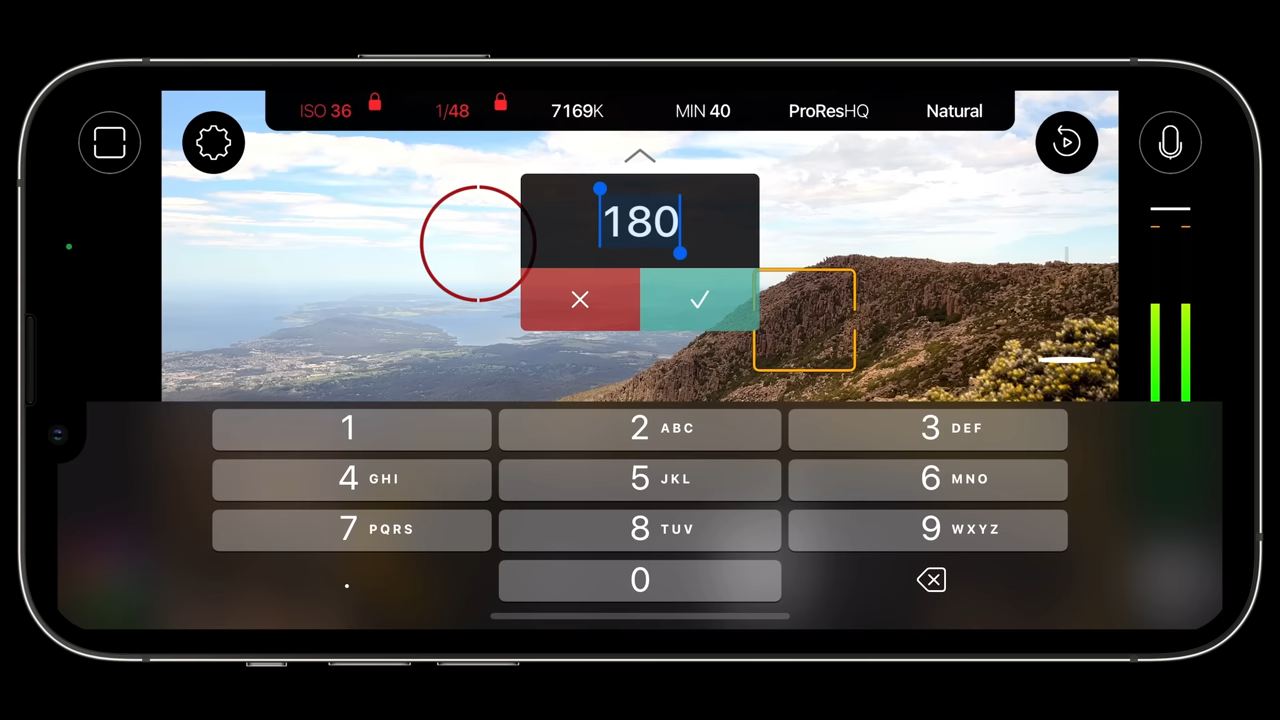 ISO 36 1/48 7169K MIN 40 ProResHQ Natural
180
1 2 ABC 3 DEF
4 GHI 5 JKL 6 MNO
7 PQRS 8 TUV 9 WXYZ
. 0